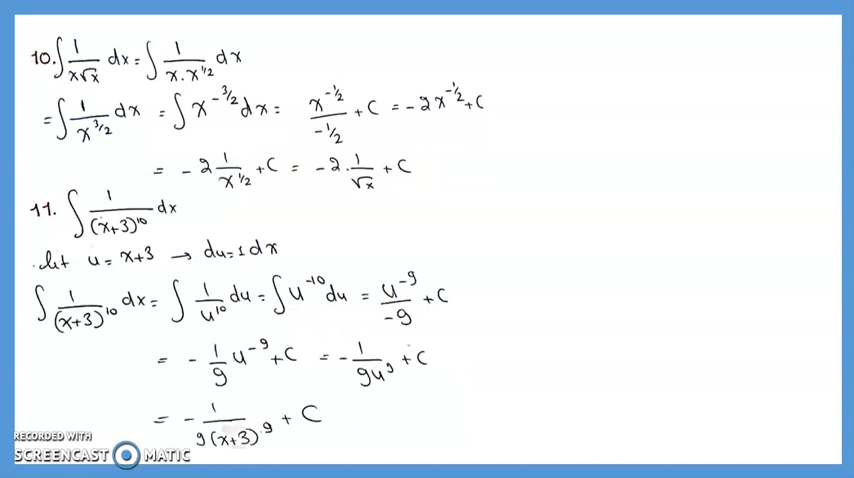 10. ∫ 1/(x√x) dx = ∫ 1/(x.x^1/2) dx
= ∫ 1/x^3/2 dx = ∫ x^-3/2 dx = x^-1/2/(-1/2) + C = -2x^-1/2 + C
= -2 1/x^1/2 + C = -2 . 1/√x + C
11. ∫ 1/(x+3)^10 dx
Let u = x+3 → du = 1 dx
∫ 1/(x+3)^10 dx = ∫ 1/u^10 du = ∫ u^-10 du = u^-9/-9 + C
= - 1/9 u^-9 + C = - 1/9u^9 + C
= - 1/9(x+3)^9 + C
RECORDED WITH
SCREENCAST MATIC